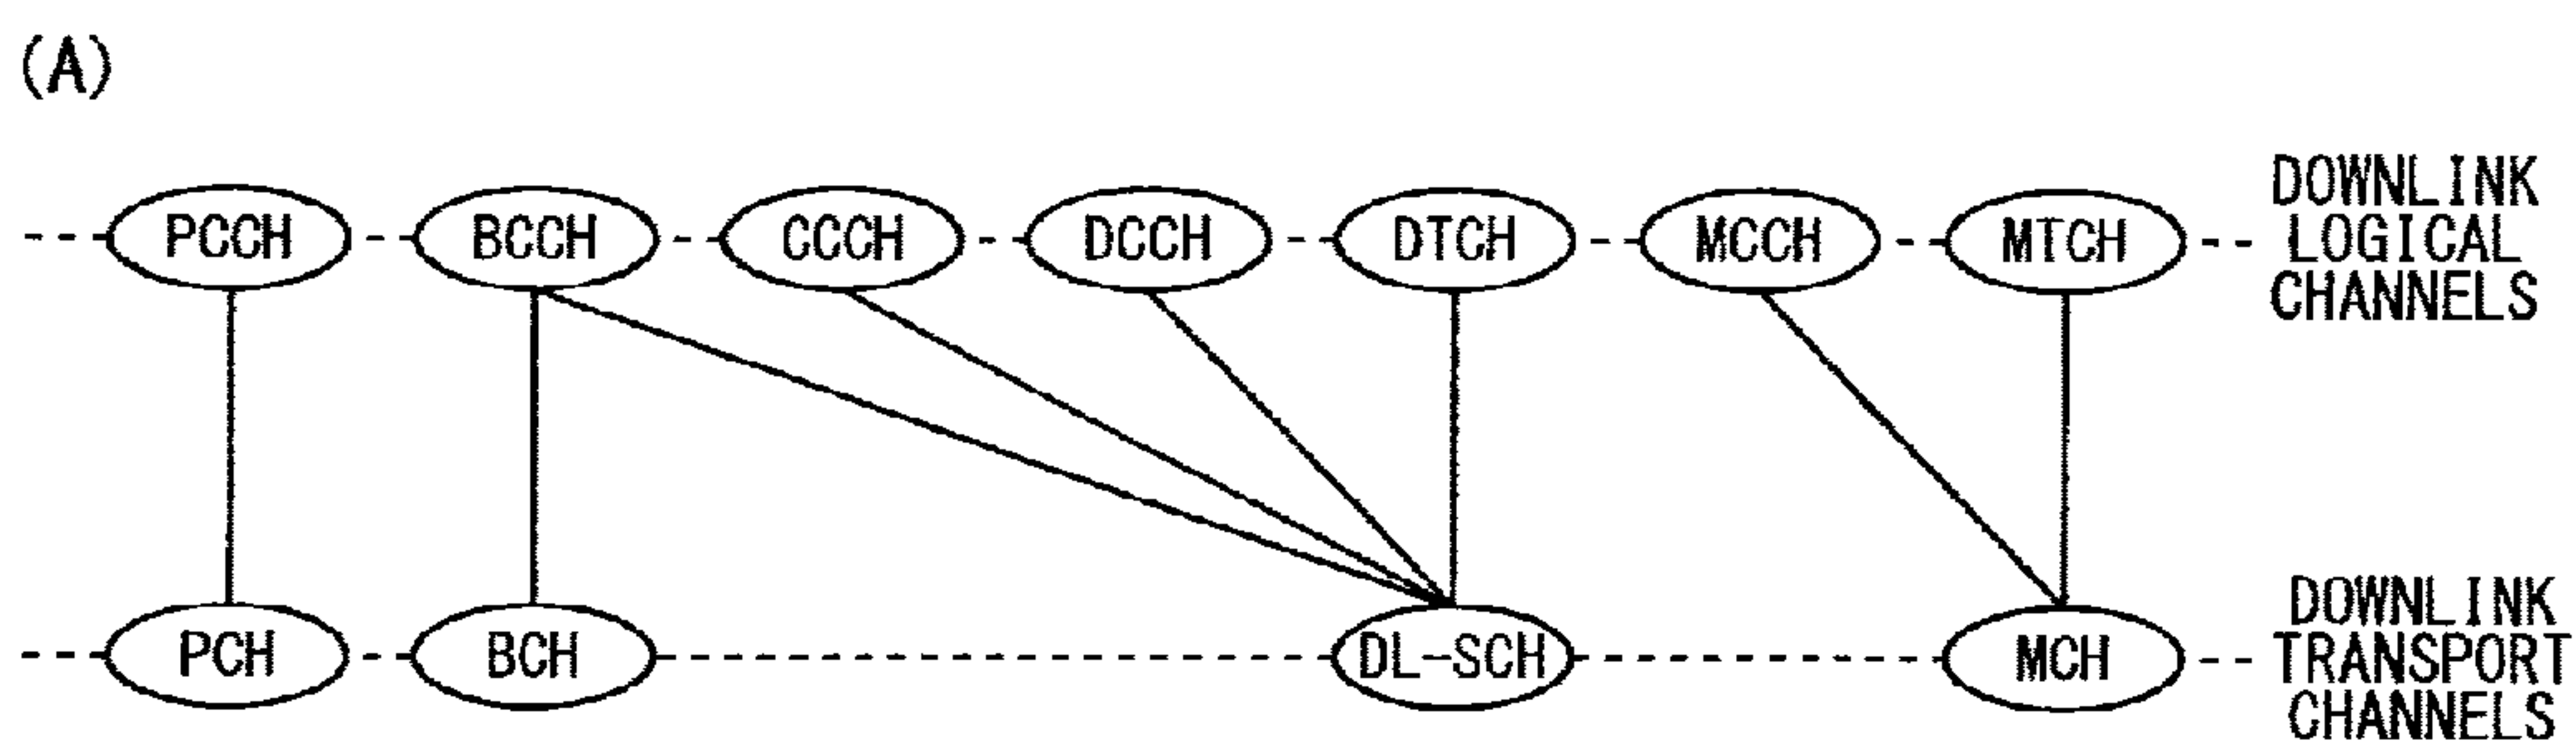 (A)
PCCH BCCH CCCH DCCH DTCH MCCH MTCH
DOWNLINK
LOGICAL
CHANNELS
PCH BCH DL-SCH MCH
DOWNLINK
TRANSPORT
CHANNELS